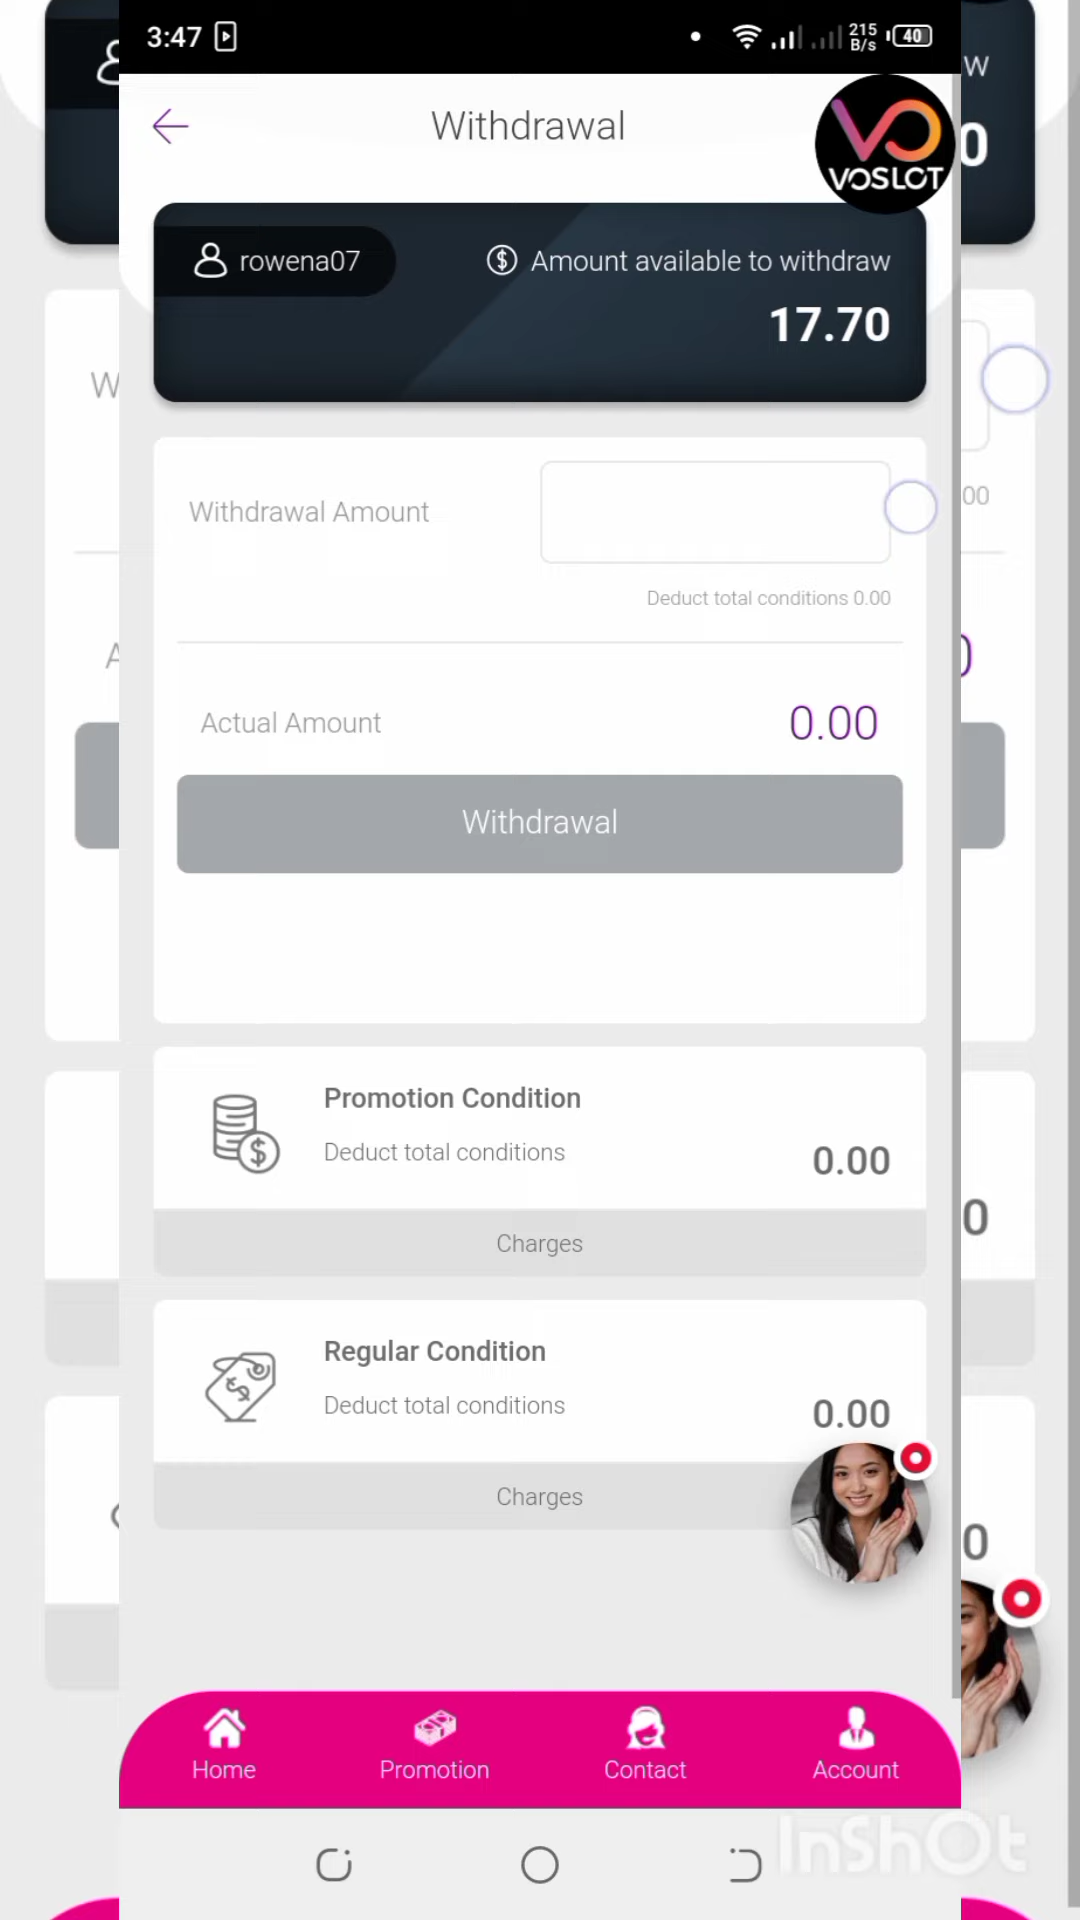 3:47
215
B/s
40
Withdrawal
VOSLOT
rowena07
Amount available to withdraw
17.70
Withdrawal Amount
Deduct total conditions 0.00
Actual Amount
0.00
Withdrawal
Promotion Condition
Deduct total conditions
0.00
Charges
Regular Condition
Deduct total conditions
0.00
Charges
Home
Promotion
Contact
Account
InShOt